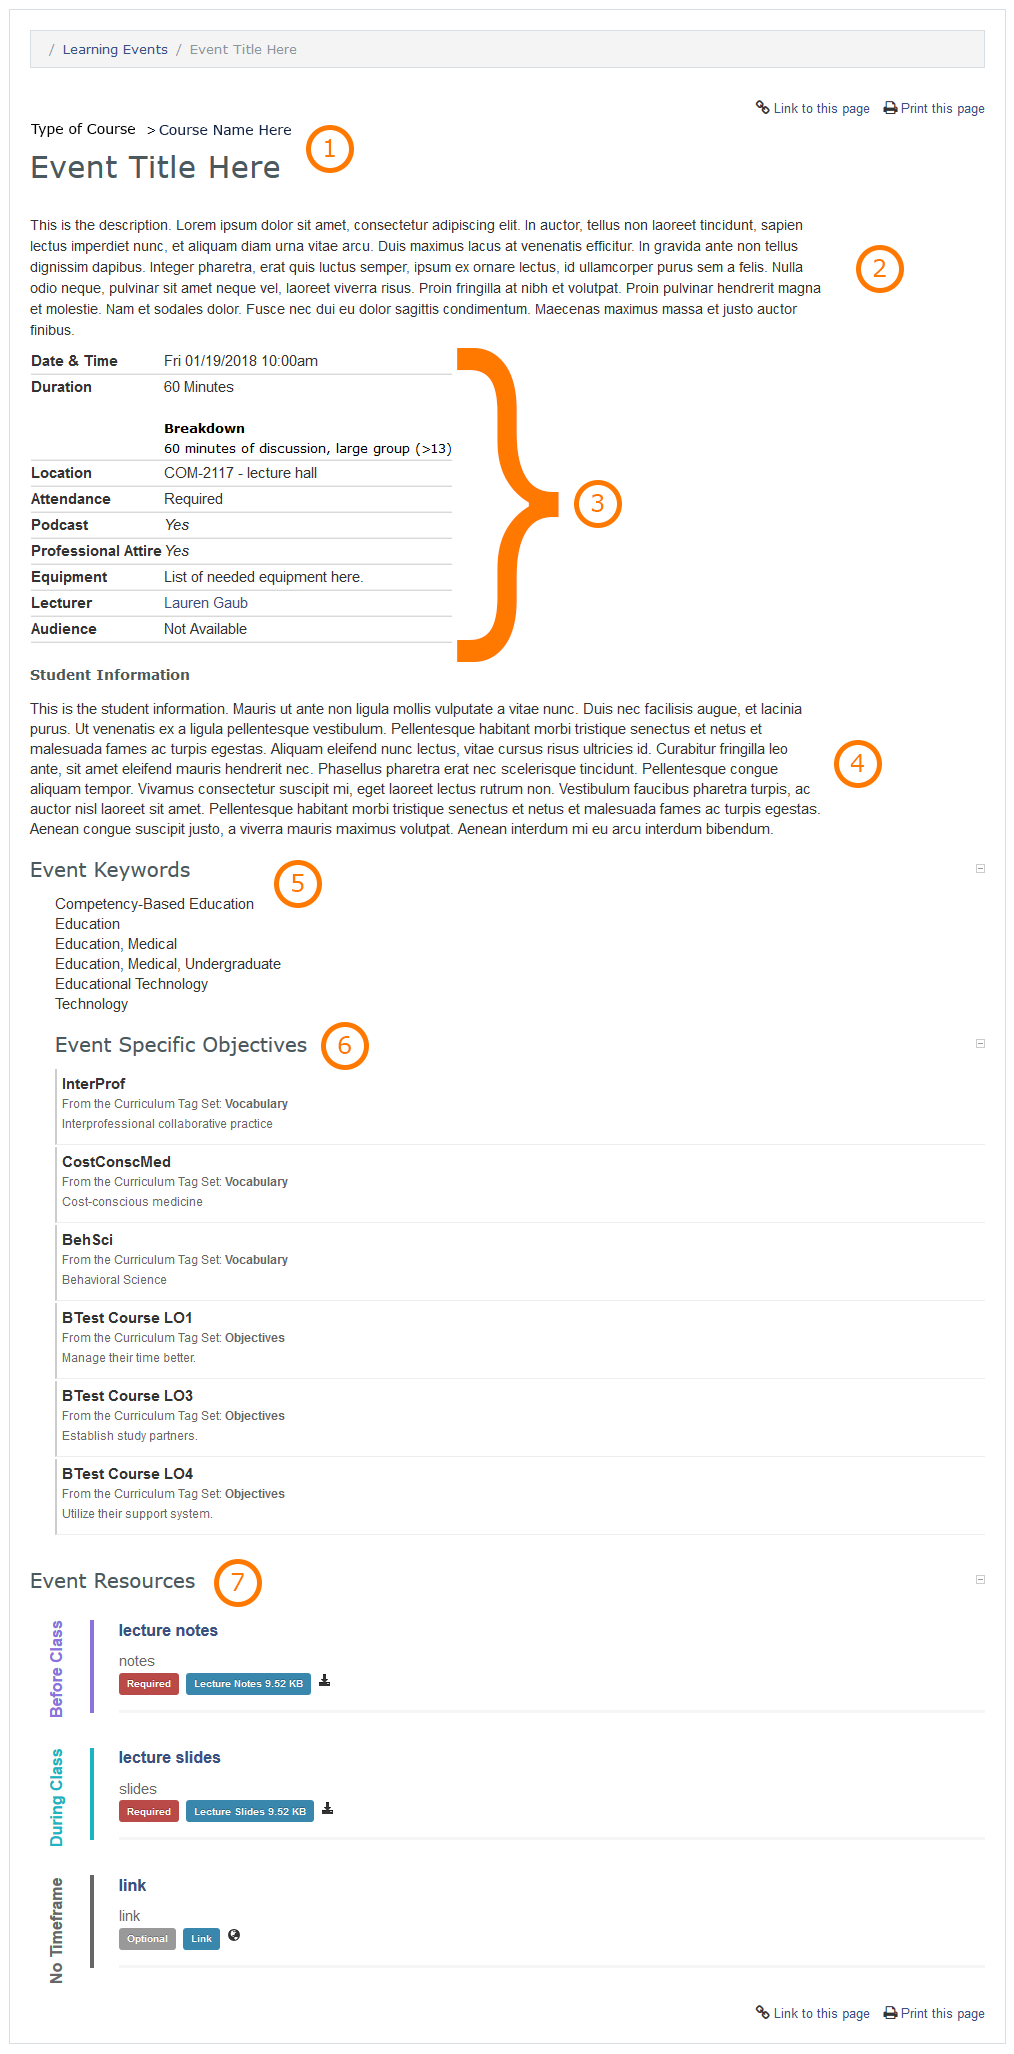 / Learning Events / Event Title Here
Link to this page Print this page
Type of Course > Course Name Here
1
Event Title Here
This is the description. Lorem ipsum dolor sit amet, consectetur adipiscing elit. In auctor, tellus non laoreet tincidunt, sapien
lectus imperdiet nunc, et aliquam diam urna vitae arcu. Duis maximus lacus at venenatis efficitur. In gravida ante non tellus
dignissim dapibus. Integer pharetra, erat quis luctus semper, ipsum ex ornare lectus, id ullamcorper purus sem a felis. Nulla
odio neque, pulvinar sit amet neque vel, laoreet viverra risus. Proin fringilla at nibh et volutpat. Proin pulvinar hendrerit magna
et molestie. Nam et sodales dolor. Fusce nec dui eu dolor sagittis condimentum. Maecenas maximus massa et justo auctor
finibus.
2
Date & Time Fri 01/19/2018 10:00am
Duration 60 Minutes
Breakdown
60 minutes of discussion, large group (>13)
Location COM-2117 - lecture hall
Attendance Required
Podcast Yes
Professional Attire Yes
Equipment List of needed equipment here.
Lecturer Lauren Gaub
Audience Not Available
}
3
Student Information
This is the student information. Mauris ut ante non ligula mollis vulputate a vitae nunc. Duis nec facilisis augue, et lacinia
purus. Ut venenatis ex a ligula pellentesque vestibulum. Pellentesque habitant morbi tristique senectus et netus et
malesuada fames ac turpis egestas. Aliquam eleifend nunc lectus, vitae cursus risus ultricies id. Curabitur fringilla leo
ante, sit amet eleifend mauris hendrerit nec. Phasellus pharetra erat nec scelerisque tincidunt. Pellentesque congue
aliquam tempor. Vivamus consectetur suscipit mi, eget laoreet lectus rutrum non. Vestibulum faucibus pharetra turpis, ac
auctor nisl laoreet sit amet. Pellentesque habitant morbi tristique senectus et netus et malesuada fames ac turpis egestas.
Aenean congue suscipit justo, a viverra mauris maximus volutpat. Aenean interdum mi eu arcu interdum bibendum.
4
Event Keywords
5
Competency-Based Education
Education
Education, Medical
Education, Medical, Undergraduate
Educational Technology
Technology
Event Specific Objectives
6
InterProf
From the Curriculum Tag Set: Vocabulary
Interprofessional collaborative practice
CostConscMed
From the Curriculum Tag Set: Vocabulary
Cost-conscious medicine
BehSci
From the Curriculum Tag Set: Vocabulary
Behavioral Science
BTest Course LO1
From the Curriculum Tag Set: Objectives
Manage their time better.
BTest Course LO3
From the Curriculum Tag Set: Objectives
Establish study partners.
BTest Course LO4
From the Curriculum Tag Set: Objectives
Utilize their support system.
Event Resources
7
Before Class
lecture notes
notes
Required Lecture Notes 9.52 KB
During Class
lecture slides
slides
Required Lecture Slides 9.52 KB
No Timeframe
link
link
Optional Link
Link to this page Print this page